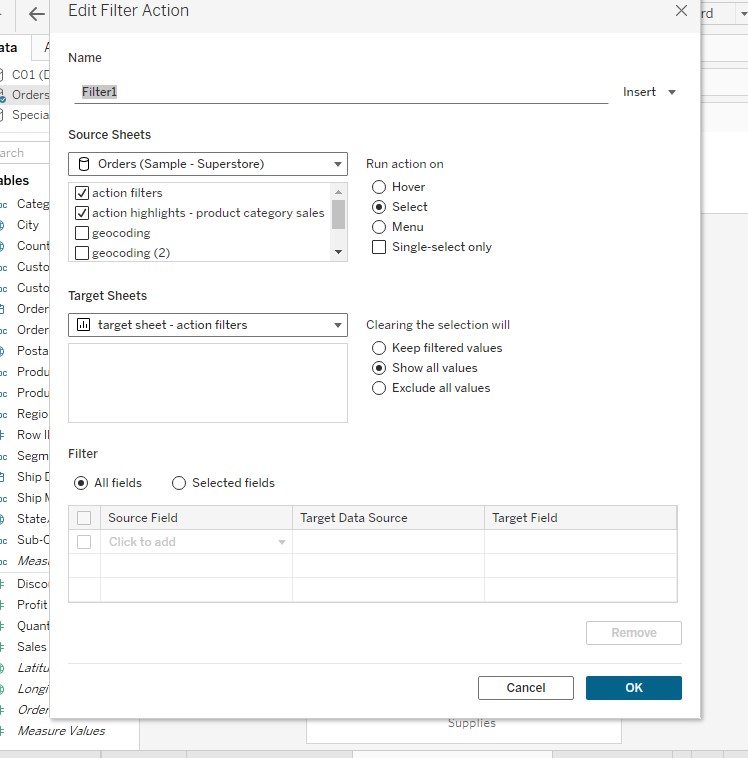 Edit Filter Action
rd
ata
Name
C01 (D
Orders
Filter1
Insert
Specia
Source Sheets
arch
Orders (Sample - Superstore)
Run action on
bles
action filters
Hover
Categ
action highlights - product category sales
Select
City
geocoding
Menu
Count
geocoding (2)
Single-select only
Custo
Custo
Target Sheets
Order
target sheet - action filters
Clearing the selection will
Order
Keep filtered values
Posta
Show all values
Produ
Exclude all values
Produ
Regio
Row I
Filter
Segm
All fields
Selected fields
Ship D
Ship M
Source Field
Target Data Source
Target Field
State/
Click to add
Sub-C
Meas
Disco
Profit
Quant
Remove
Sales
Latitu
Longi
Cancel
OK
Order
Supplies
Measure Values